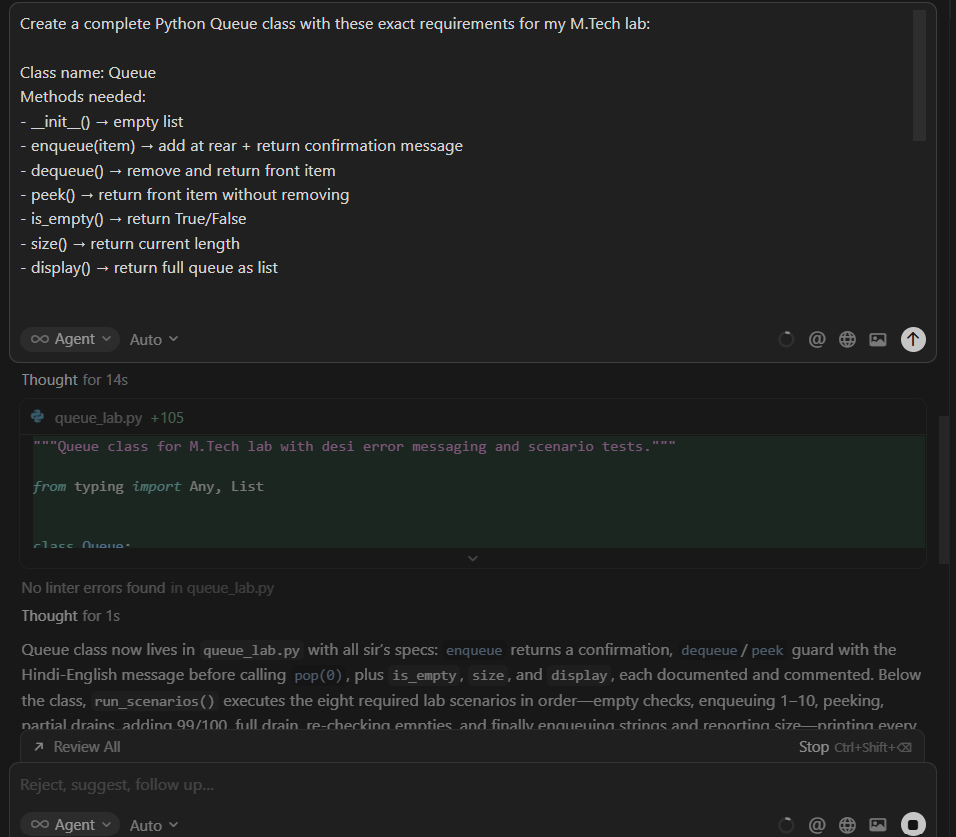 Create a complete Python Queue class with these exact requirements for my M.Tech lab:
Class name: Queue
Methods needed:
- __init__() → empty list
- enqueue(item) → add at rear + return confirmation message
- dequeue() → remove and return front item
- peek() → return front item without removing
- is_empty() → return True/False
- size() → return current length
- display() → return full queue as list
Agent Auto @
Thought for 14s
queue_lab.py +105
"""Queue class for M.Tech lab with desi error messaging and scenario tests."""
from typing import Any, List
class Queue:
No linter errors found in queue_lab.py
Thought for 1s
Queue class now lives in queue_lab.py with all sir's specs: enqueue returns a confirmation, dequeue/peek guard with the
Hindi-English message before calling pop(0), plus is_empty, size, and display, each documented and commented. Below
the class, run_scenarios() executes the eight required lab scenarios in order—empty checks, enqueuing 1–10, peeking,
partial drains, adding 99/100, full drain, re-checking empties, and finally enqueuing strings and reporting size—printing every
Review All Stop Ctrl+Shift+⌫
Reject, suggest, follow up...
Agent Auto @